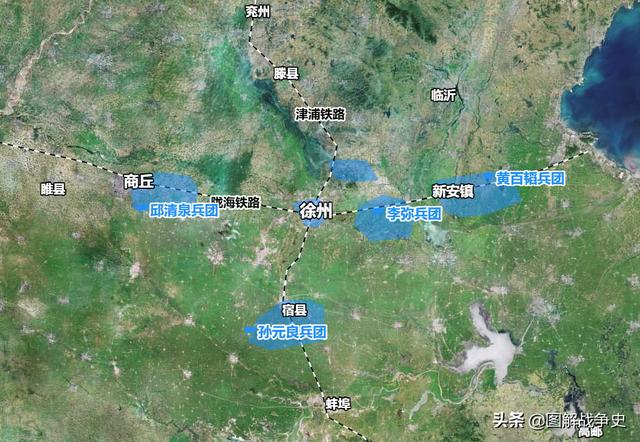 兖州
滕县
临沂
津浦铁路
商丘
睢县
邱清泉兵团
陇海铁路
徐州
李弥兵团
新安镇
黄百韬兵团
宿县
孙元良兵团
蚌埠
高邮
头条 @图解战争史